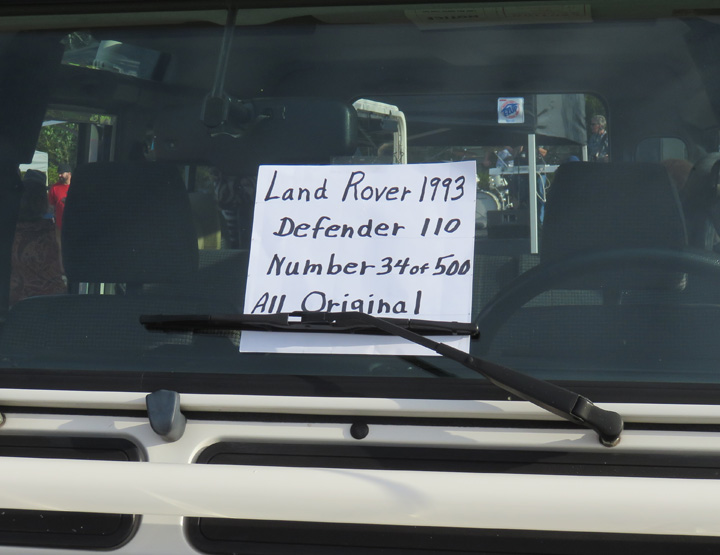 Land Rover 1993
Defender 110
Number 34 of 500
All Original